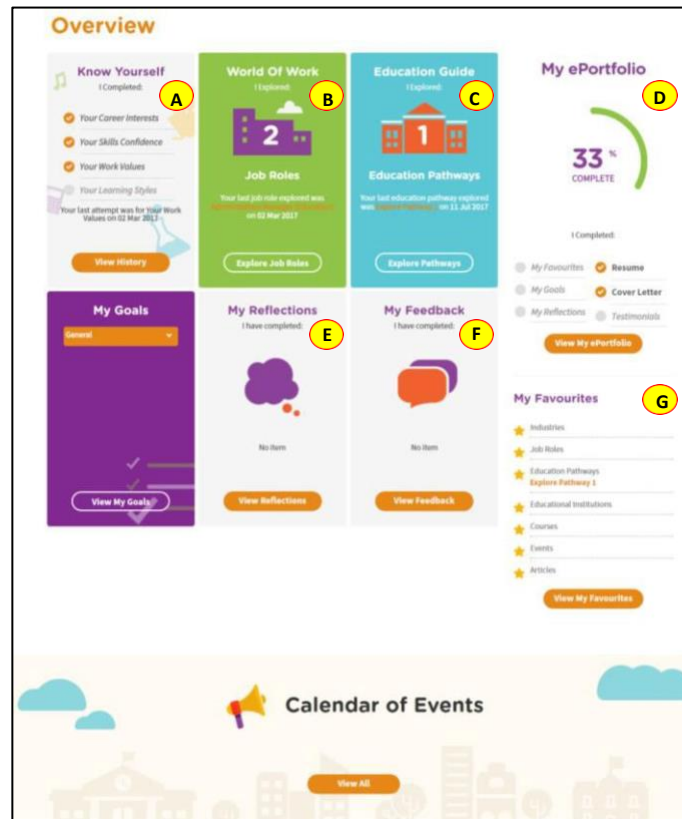 Overview
Know Yourself
A
I Completed:
Your Career Interests
Your Skills Confidence
Your Work Values
Your Learning Styles
Your last attempt was for Your Work
Values on 02 Mar 2017
View History
World Of Work
B
I Explored:
2
Job Roles
Your last job role explored was
on 02 Mar 2017
Explore Job Roles
Education Guide
C
I Explored:
1
Education Pathways
Your last education pathway explored
was Explore Pathway 1 on 11 Jul 2017
Explore Pathways
My ePortfolio
D
33 %
COMPLETE
I Completed:
My Favourites
Resume
My Goals
Cover Letter
My Reflections
Testimonials
View My ePortfolio
My Goals
General
View My Goals
My Reflections
E
I have completed:
No item
View Reflections
My Feedback
F
I have completed:
No item
View Feedback
My Favourites
G
Industries
Job Roles
Education Pathways
Explore Pathway 1
Educational Institutions
Courses
Events
Articles
View My Favourites
Calendar of Events
View All